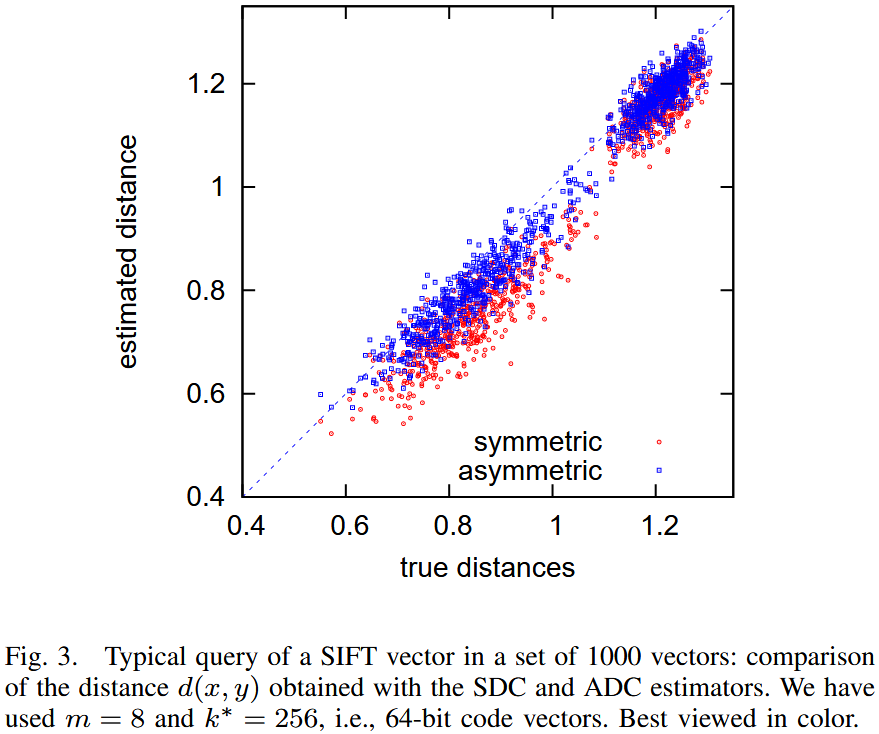 1.2
1
0.8
0.6
0.4
estimated distance
symmetric
asymmetric
0.4 0.6 0.8 1 1.2
true distances
Fig. 3. Typical query of a SIFT vector in a set of 1000 vectors: comparison
of the distance d(x, y) obtained with the SDC and ADC estimators. We have
used m = 8 and k* = 256, i.e., 64-bit code vectors. Best viewed in color.